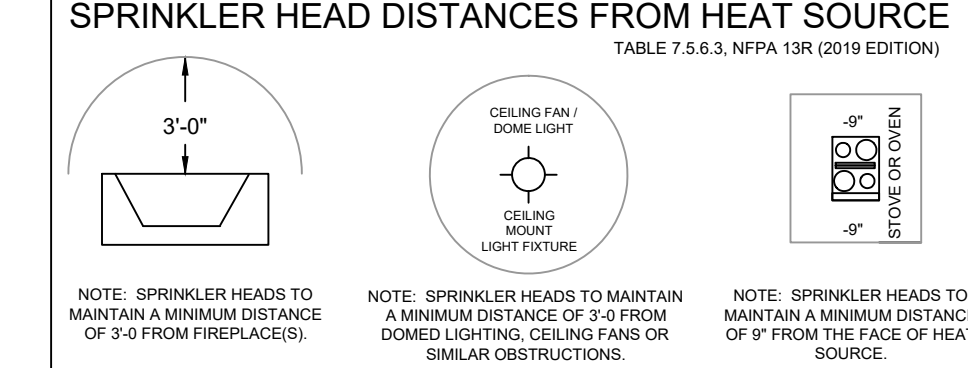 SPRINKLER HEAD DISTANCES FROM HEAT SOURCE
TABLE 7.5.6.3, NFPA 13R (2019 EDITION)
3'-0"
NOTE: SPRINKLER HEADS TO
MAINTAIN A MINIMUM DISTANCE
OF 3'-0 FROM FIREPLACE(S).
CEILING FAN /
DOME LIGHT
CEILING
MOUNT
LIGHT FIXTURE
NOTE: SPRINKLER HEADS TO MAINTAIN
A MINIMUM DISTANCE OF 3'-0 FROM
DOMED LIGHTING, CEILING FANS OR
SIMILAR OBSTRUCTIONS.
-9"
STOVE OR OVEN
-9"
NOTE: SPRINKLER HEADS TO
MAINTAIN A MINIMUM DISTANCE
OF 9" FROM THE FACE OF HEAT
SOURCE.